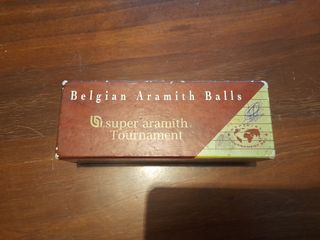 Belgian Aramith Balls
super aramith
Tournament